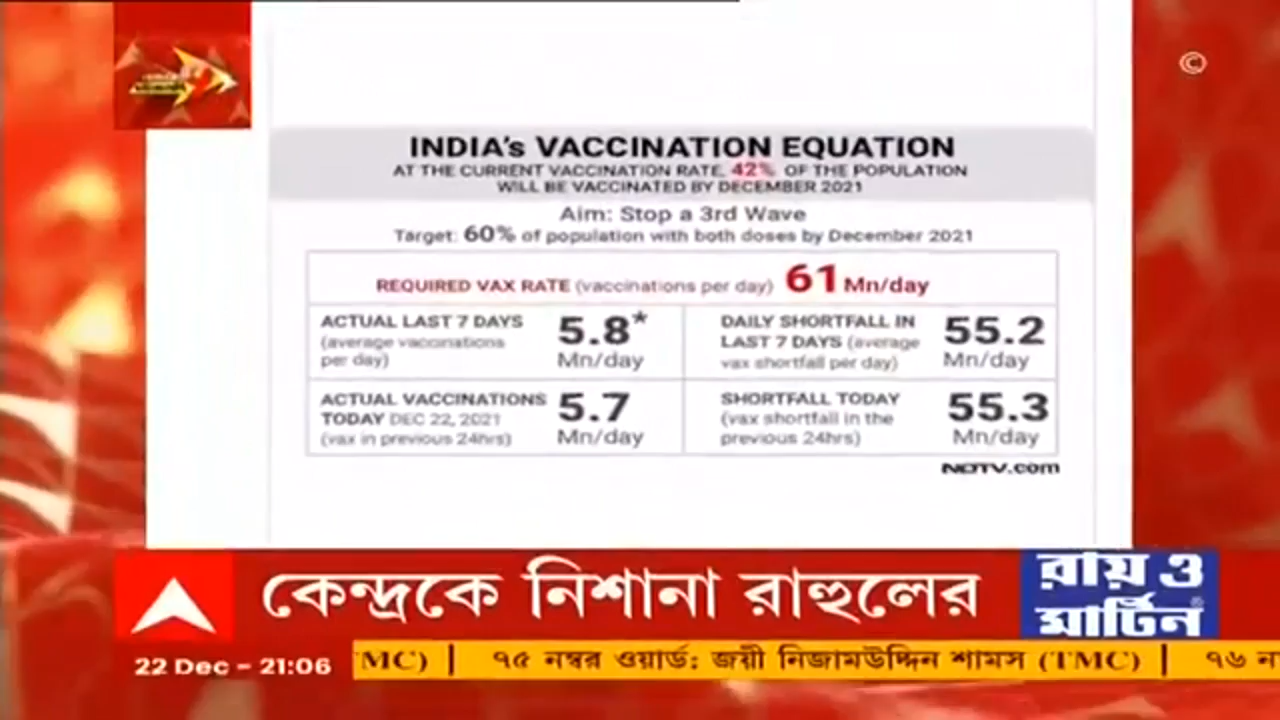 ©
INDIA's VACCINATION EQUATION
AT THE CURRENT VACCINATION RATE, 42% OF THE POPULATION
WILL BE VACCINATED BY DECEMBER 2021
Aim: Stop a 3rd Wave
Target: 60% of population with both doses by December 2021
REQUIRED VAX RATE (vaccinations per day) 61 Mn/day
ACTUAL LAST 7 DAYS
(average vaccinations
per day)
5.8*
Mn/day
DAILY SHORTFALL IN
LAST 7 DAYS (average
vax shortfall per day)
55.2
Mn/day
ACTUAL VACCINATIONS
TODAY DEC 22, 2021
(vax in previous 24hrs)
5.7
Mn/day
SHORTFALL TODAY
(vax shortfall in the
previous 24hrs)
55.3
Mn/day
NDTV.com
কেন্দ্রকে নিশানা রাহুলের
রায় ও
মার্টিন®
22 Dec - 21:06
TMC) | ৭৫ নম্বর ওয়ার্ড: জয়ী নিজামউদ্দিন শামস (TMC) | ৭৬ ন